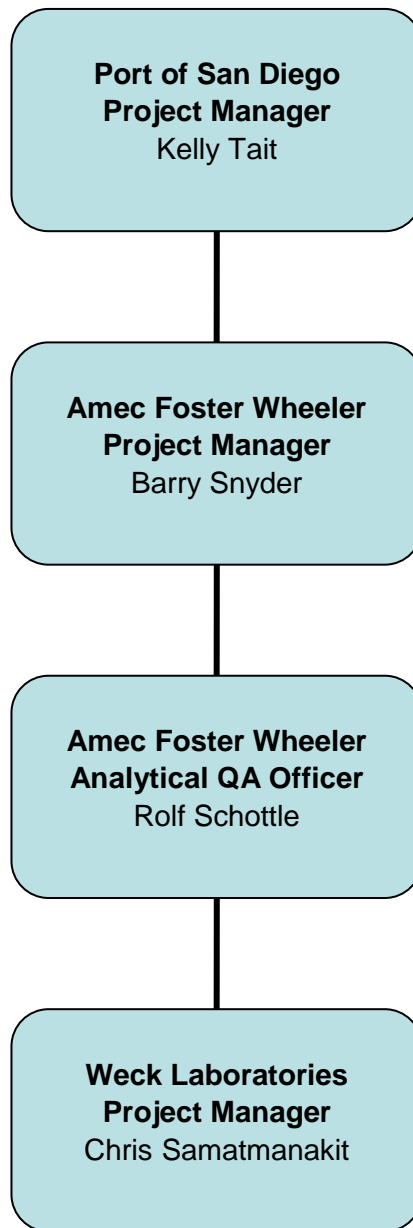 Port of San Diego
Project Manager
Kelly Tait
Amec Foster Wheeler
Project Manager
Barry Snyder
Amec Foster Wheeler
Analytical QA Officer
Rolf Schottle
Weck Laboratories
Project Manager
Chris Samatmanakit